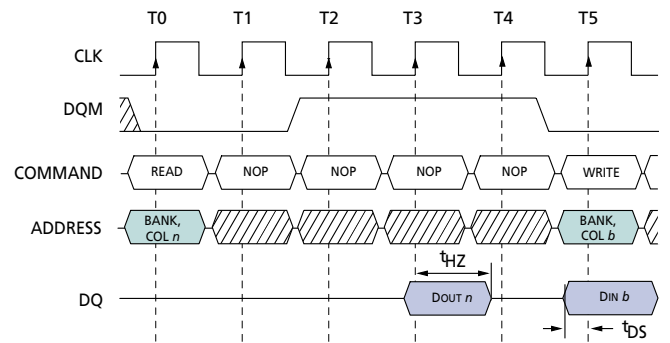 T0 T1 T2 T3 T4 T5
CLK
DQM
COMMAND READ NOP NOP NOP NOP WRITE
ADDRESS BANK, COL n BANK, COL b
tHZ
DQ DOUT n DIN b
tDS